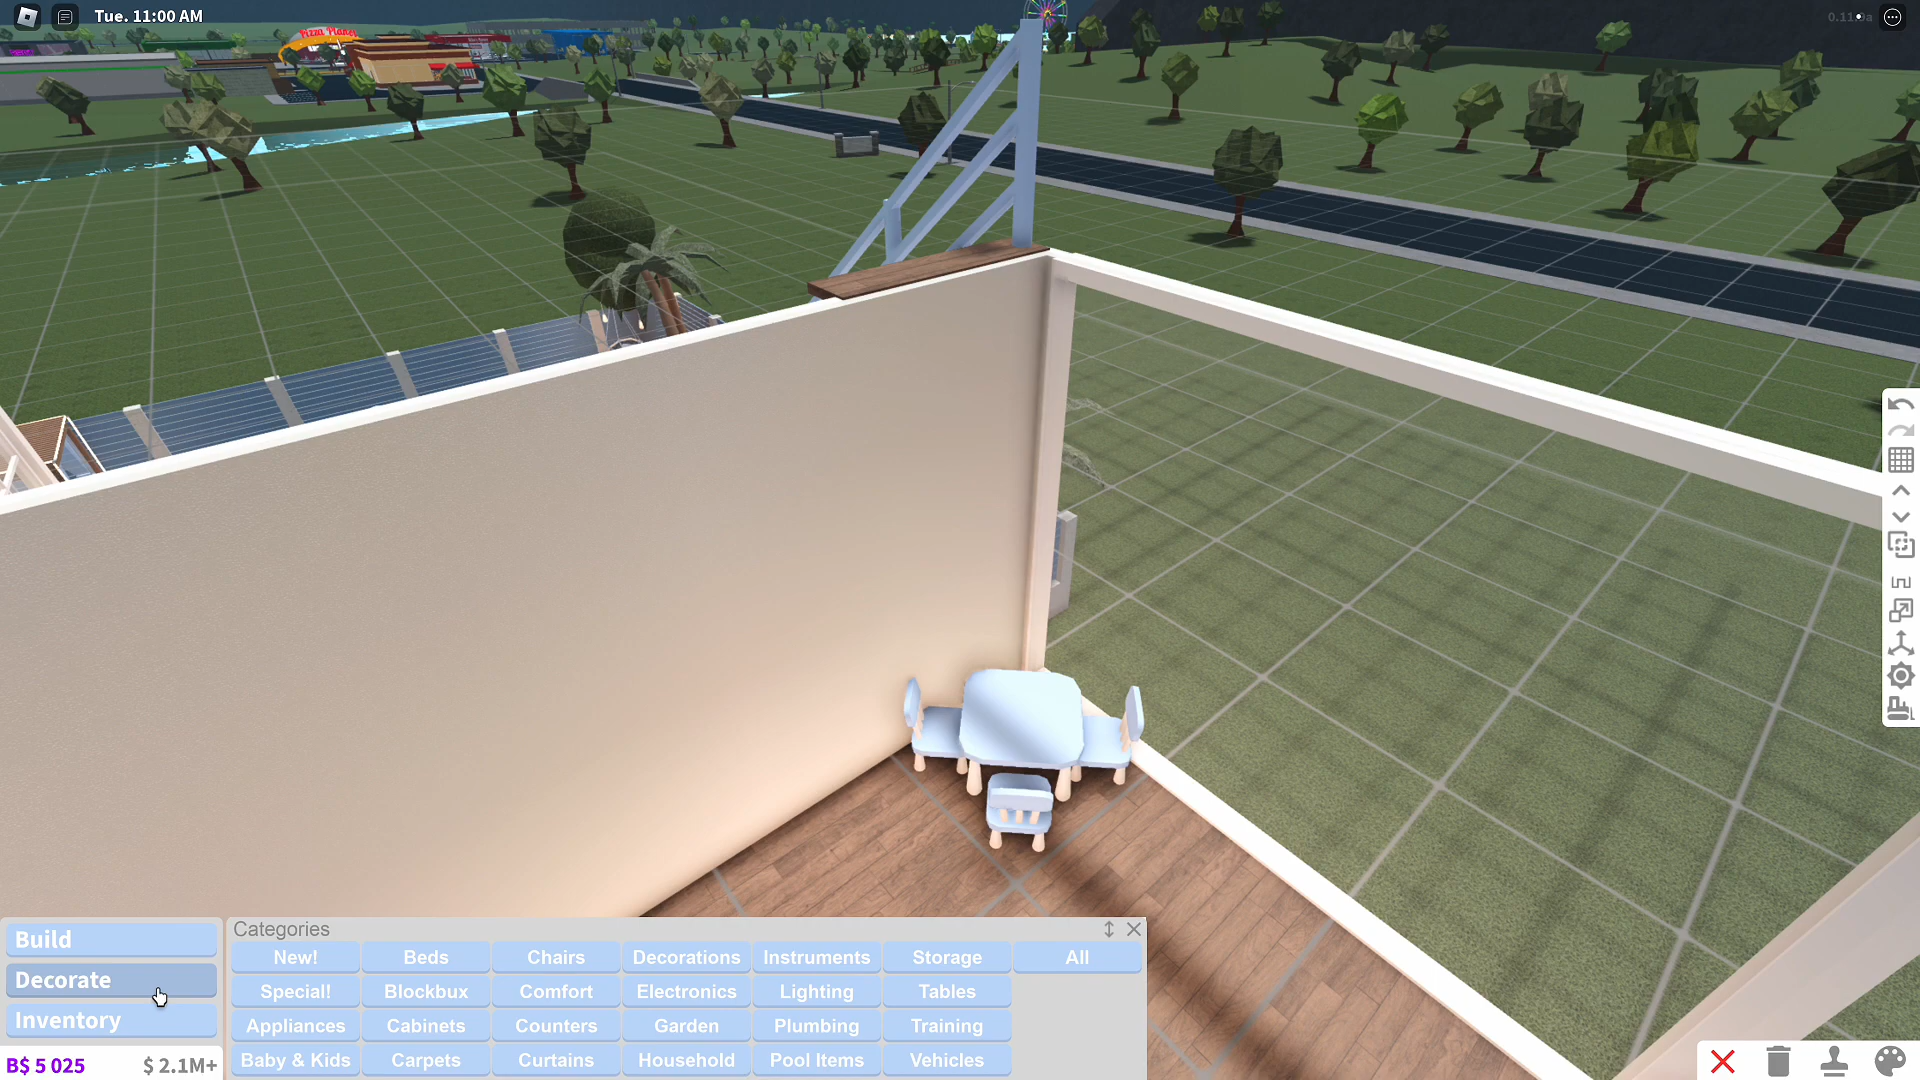 Tue. 11:00 AM
Pizza Planet
Build
Decorate
Inventory
B$ 5 025
$ 2.1M+
Categories
New! Beds Chairs Decorations Instruments Storage All
Special! Blockbux Comfort Electronics Lighting Tables
Appliances Cabinets Counters Garden Plumbing Training
Baby & Kids Carpets Curtains Household Pool Items Vehicles